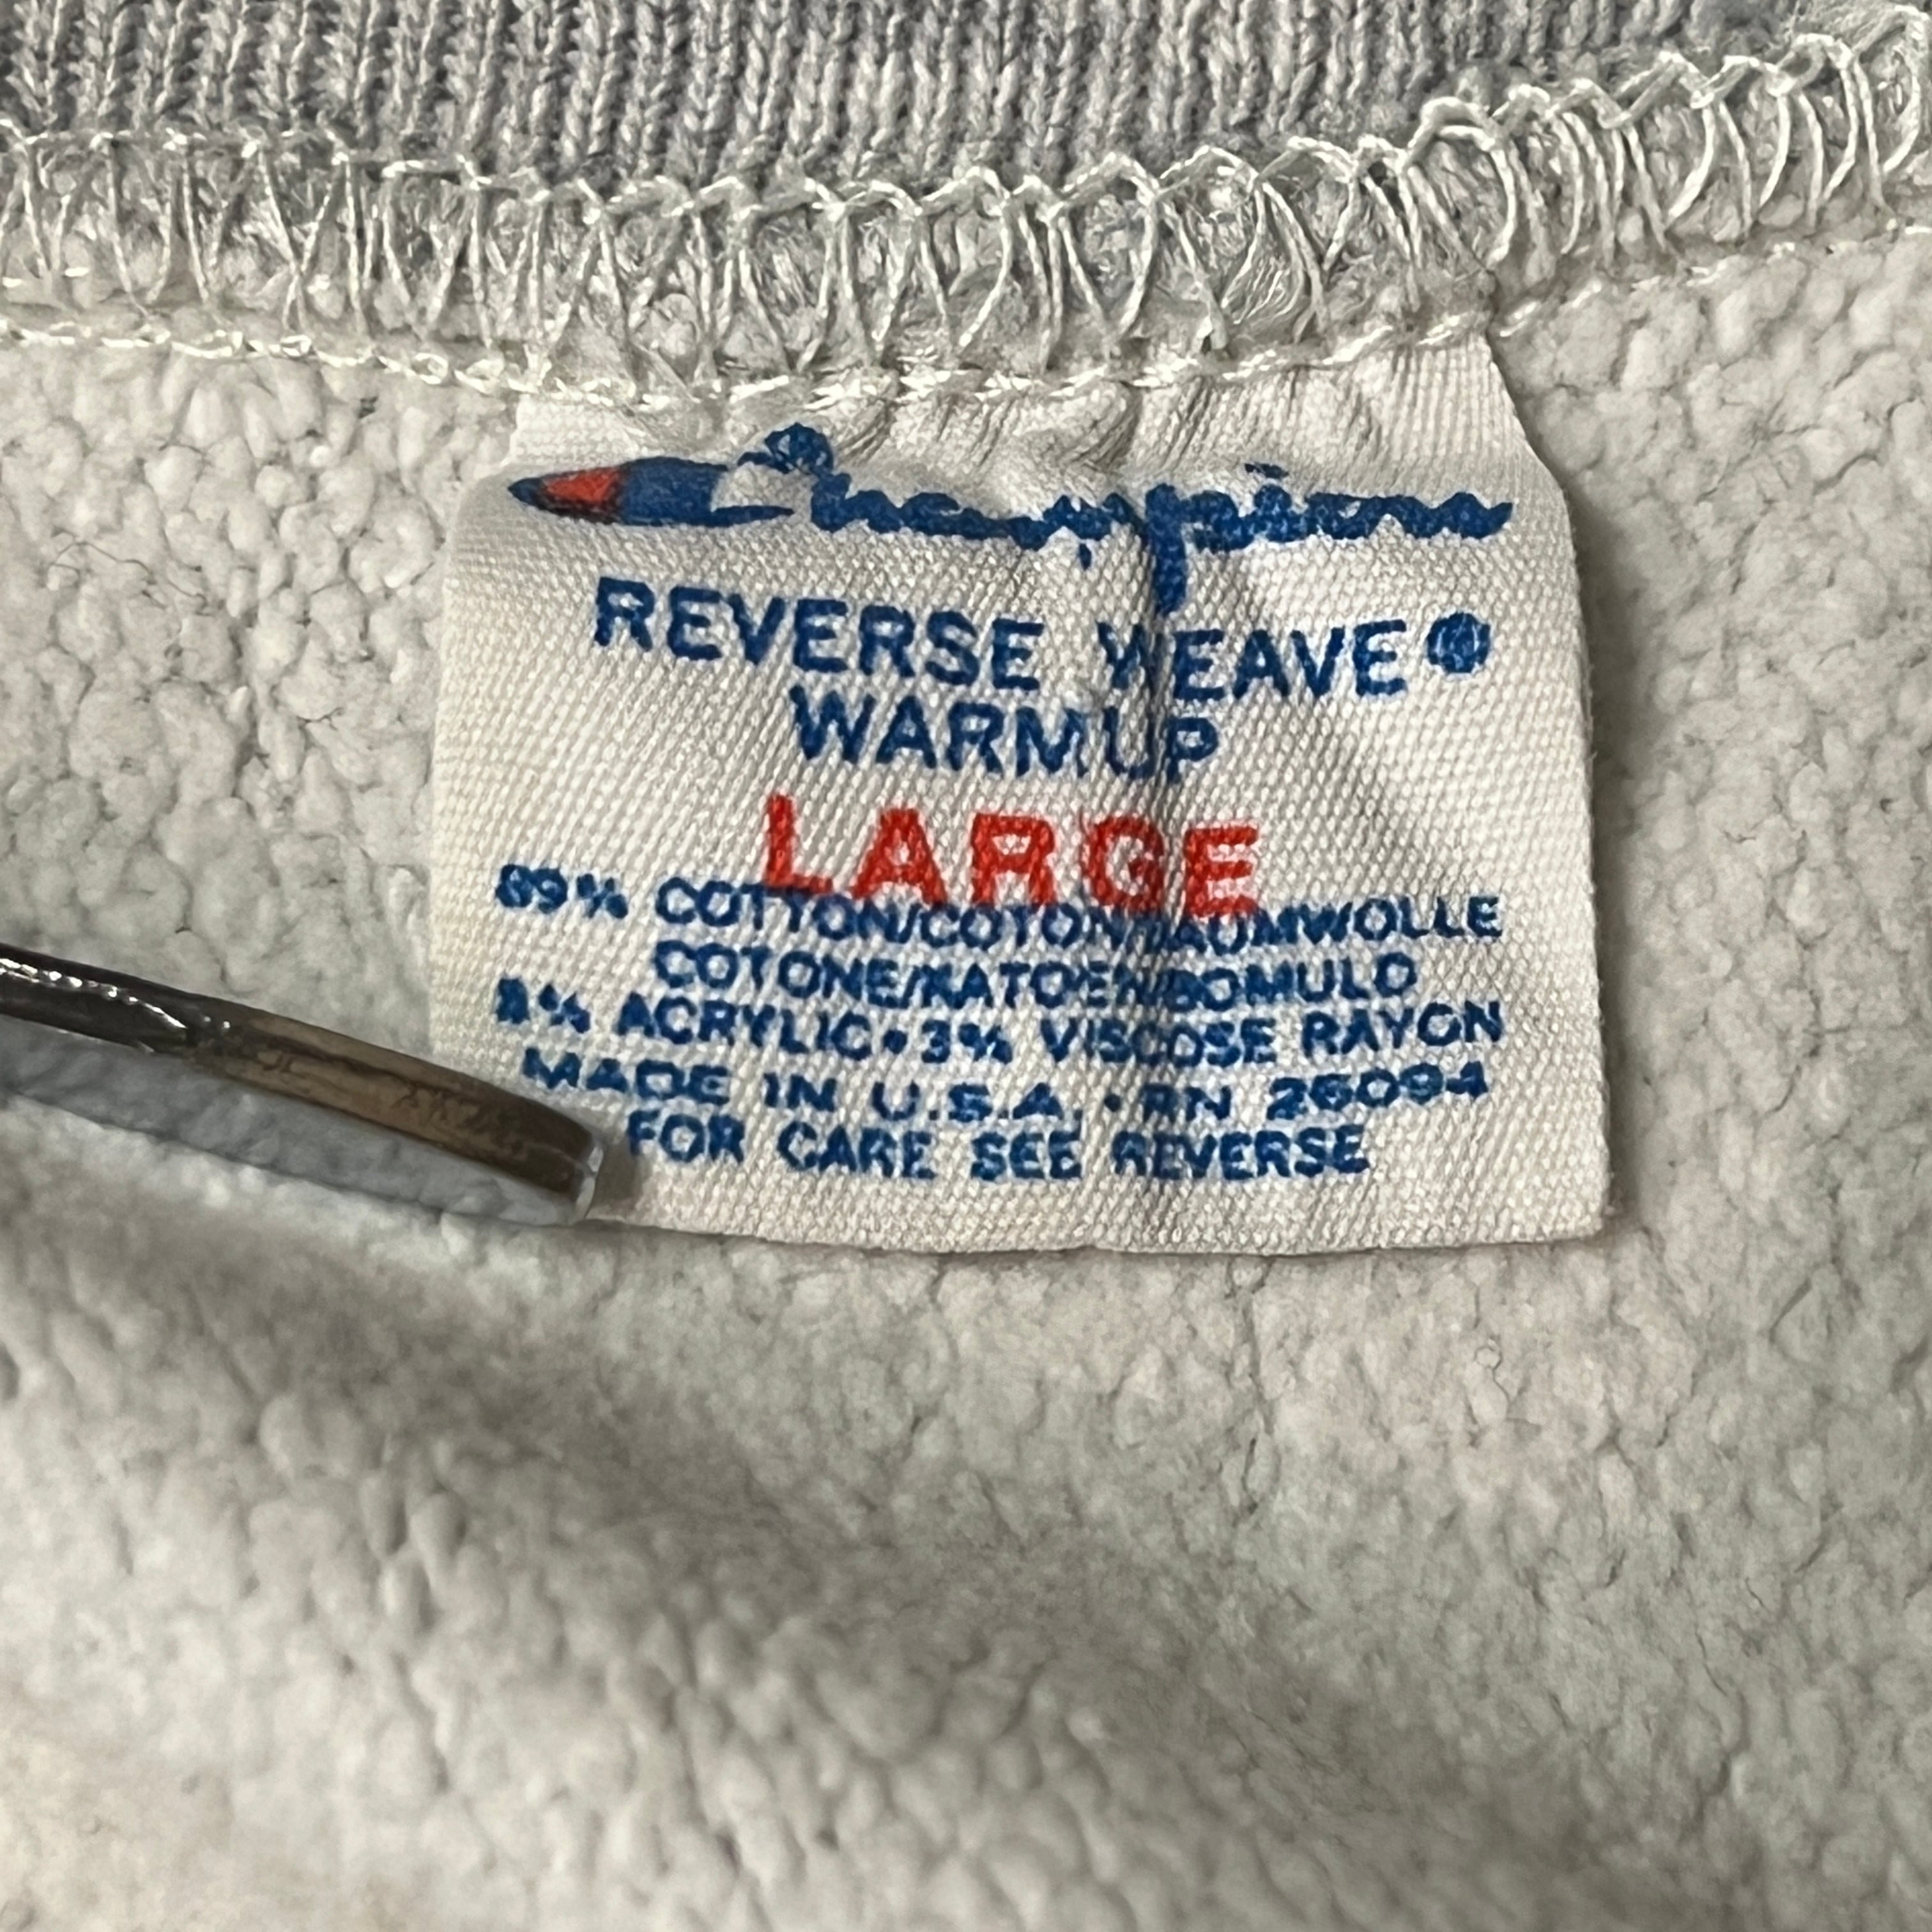 Champion
REVERSE WEAVE®
WARMUP
LARGE
89% COTTON/COTON/BAUMWOLLE
COTONE/KATOEN/BOMULD
8% ACRYLIC • 3% VISCOSE RAYON
MADE IN U.S.A. • RN 26094
FOR CARE SEE REVERSE